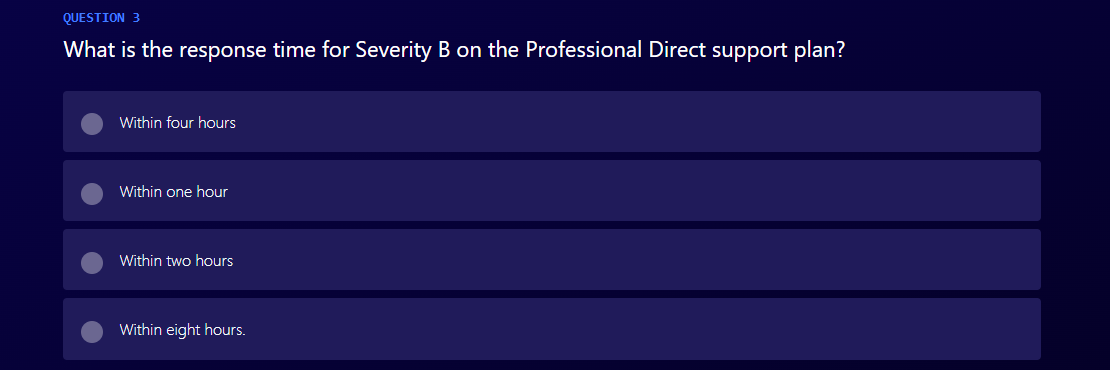 QUESTION 3
What is the response time for Severity B on the Professional Direct support plan?
Within four hours
Within one hour
Within two hours
Within eight hours.